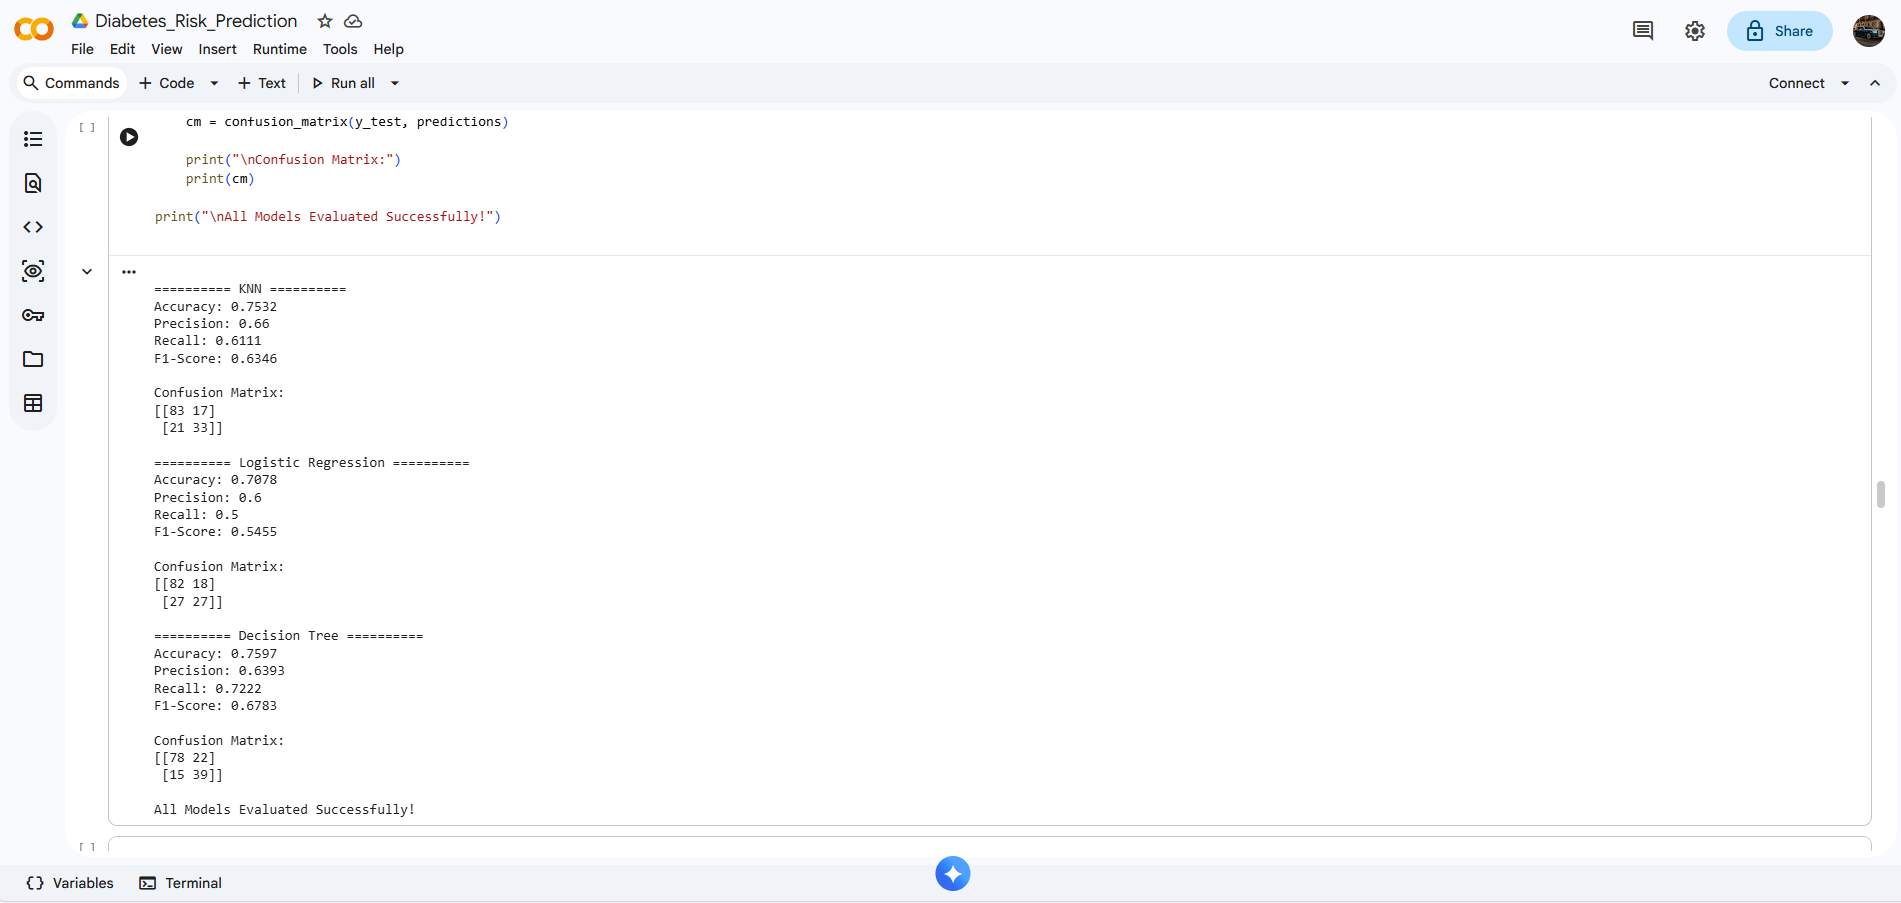 Diabetes_Risk_Prediction
File Edit View Insert Runtime Tools Help
Share
Commands + Code + Text Run all
Connect
[ ]
cm = confusion_matrix(y_test, predictions)
print("\nConfusion Matrix:")
print(cm)
print("\nAll Models Evaluated Successfully!")
========== KNN ==========
Accuracy: 0.7532
Precision: 0.66
Recall: 0.6111
F1-Score: 0.6346
Confusion Matrix:
[[83 17]
[21 33]]
========== Logistic Regression ==========
Accuracy: 0.7078
Precision: 0.6
Recall: 0.5
F1-Score: 0.5455
Confusion Matrix:
[[82 18]
[27 27]]
========== Decision Tree ==========
Accuracy: 0.7597
Precision: 0.6393
Recall: 0.7222
F1-Score: 0.6783
Confusion Matrix:
[[78 22]
[15 39]]
All Models Evaluated Successfully!
[ ]
Variables Terminal